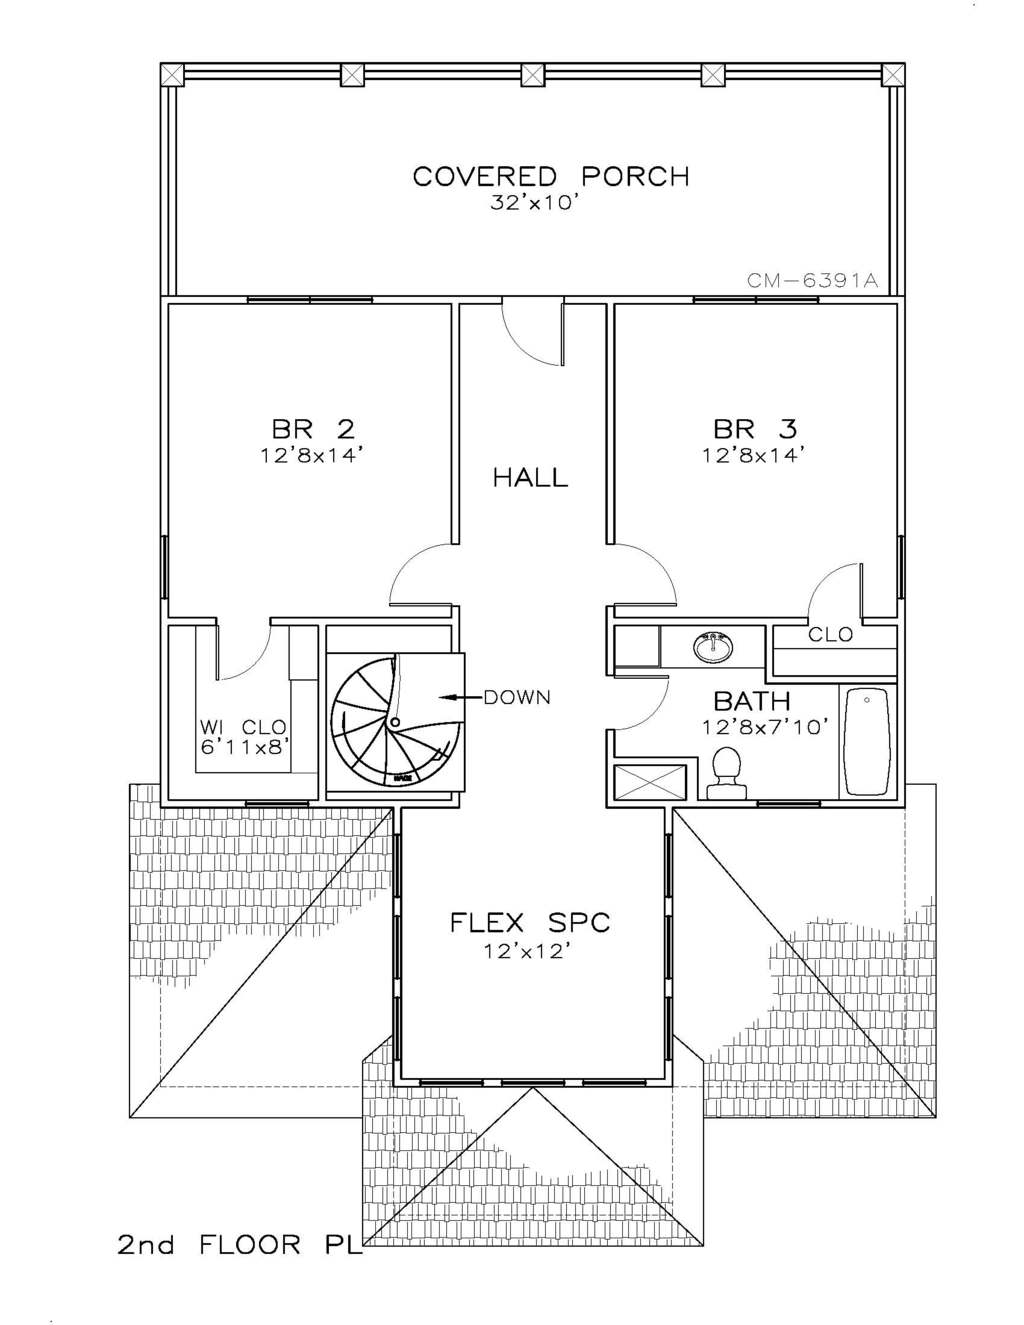 COVERED PORCH
32'x10'
CM-6391A
BR 2
12'8x14'
BR 3
12'8x14'
HALL
CLO
DOWN
WI CLO
6'11x8'
BATH
12'8x7'10'
FLEX SPC
12'x12'
2nd FLOOR PL